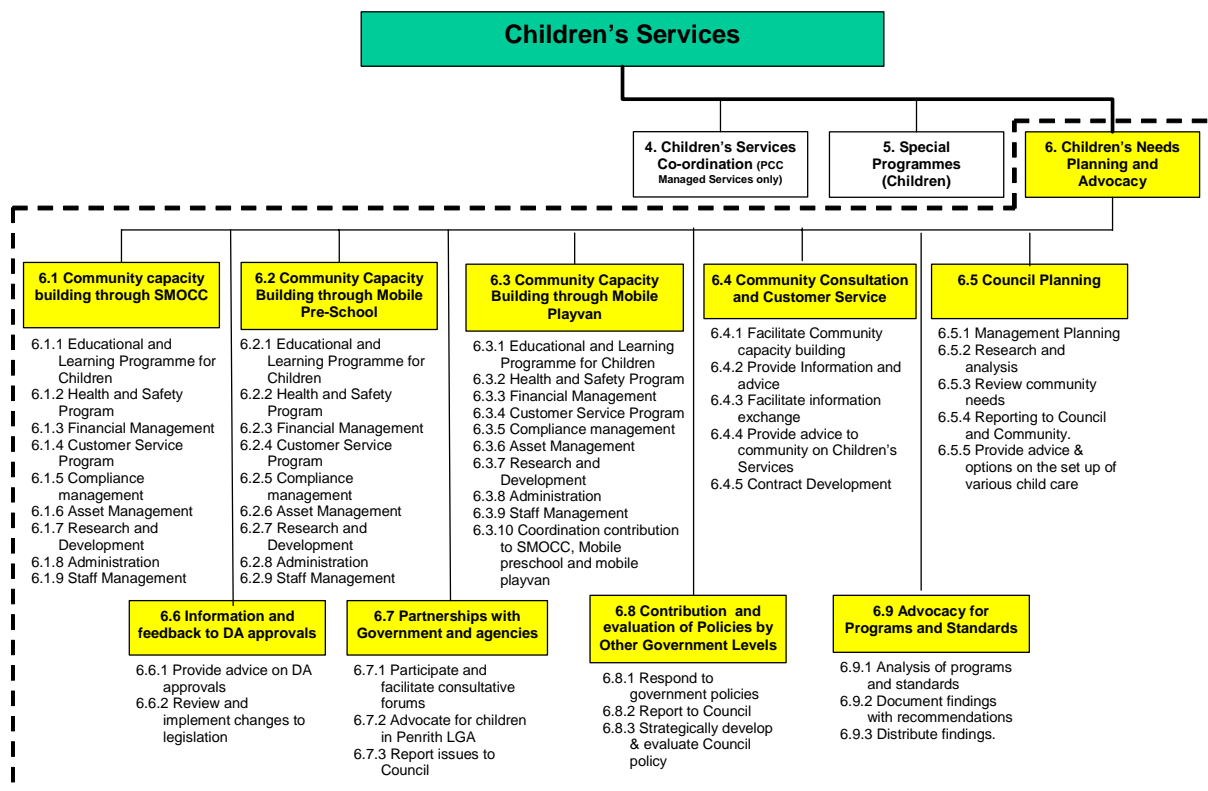 Children's Services
4. Children's Services
Co-ordination (PCC
Managed Services only)
5. Special
Programmes
(Children)
6. Children's Needs
Planning and
Advocacy
6.1 Community capacity
building through SMOCC
6.1.1 Educational and
Learning Programme for
Children
6.1.2 Health and Safety
Program
6.1.3 Financial Management
6.1.4 Customer Service
Program
6.1.5 Compliance
management
6.1.6 Asset Management
6.1.7 Research and
Development
6.1.8 Administration
6.1.9 Staff Management
6.2 Community Capacity
Building through Mobile
Pre-School
6.2.1 Educational and
Learning Programme for
Children
6.2.2 Health and Safety
Program
6.2.3 Financial Management
6.2.4 Customer Service
Program
6.2.5 Compliance
management
6.2.6 Asset Management
6.2.7 Research and
Development
6.2.8 Administration
6.2.9 Staff Management
6.3 Community Capacity
Building through Mobile
Playvan
6.3.1 Educational and Learning
Programme for Children
6.3.2 Health and Safety Program
6.3.3 Financial Management
6.3.4 Customer Service Program
6.3.5 Compliance management
6.3.6 Asset Management
6.3.7 Research and
Development
6.3.8 Administration
6.3.9 Staff Management
6.3.10 Coordination contribution
to SMOCC, Mobile
preschool and mobile
playvan
6.4 Community Consultation
and Customer Service
6.4.1 Facilitate Community
capacity building
6.4.2 Provide Information and
advice
6.4.3 Facilitate information
exchange
6.4.4 Provide advice to
community on Children's
Services
6.4.5 Contract Development
6.5 Council Planning
6.5.1 Management Planning
6.5.2 Research and
analysis
6.5.3 Review community
needs
6.5.4 Reporting to Council
and Community.
6.5.5 Provide advice &
options on the set up of
various child care
6.6 Information and
feedback to DA approvals
6.6.1 Provide advice on DA
approvals
6.6.2 Review and
implement changes to
legislation
6.7 Partnerships with
Government and agencies
6.7.1 Participate and
facilitate consultative
forums
6.7.2 Advocate for children
in Penrith LGA
6.7.3 Report issues to
Council
6.8 Contribution and
evaluation of Policies by
Other Government Levels
6.8.1 Respond to
government policies
6.8.2 Report to Council
6.8.3 Strategically develop
& evaluate Council
policy
6.9 Advocacy for
Programs and Standards
6.9.1 Analysis of programs
and standards
6.9.2 Document findings
with recommendations
6.9.3 Distribute findings.